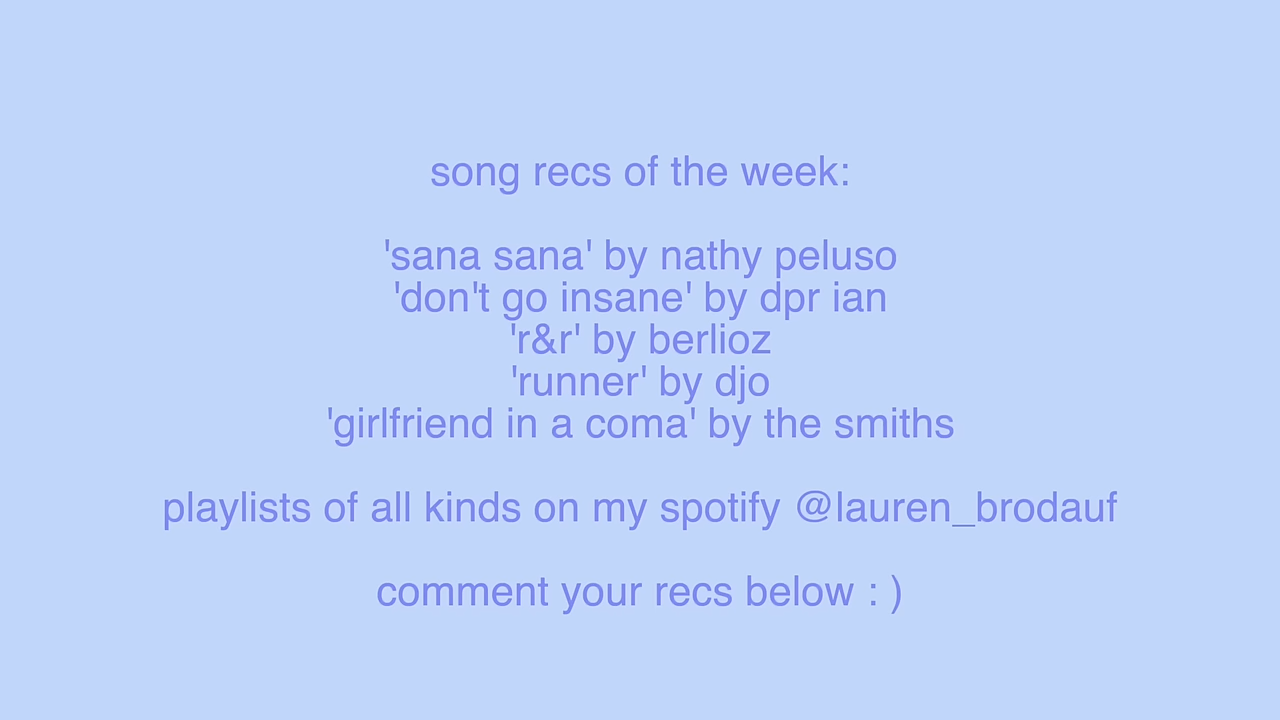 song recs of the week:
'sana sana' by nathy peluso
'don't go insane' by dpr ian
'r&r' by berlioz
'runner' by djo
'girlfriend in a coma' by the smiths
playlists of all kinds on my spotify @lauren_brodauf
comment your recs below : )